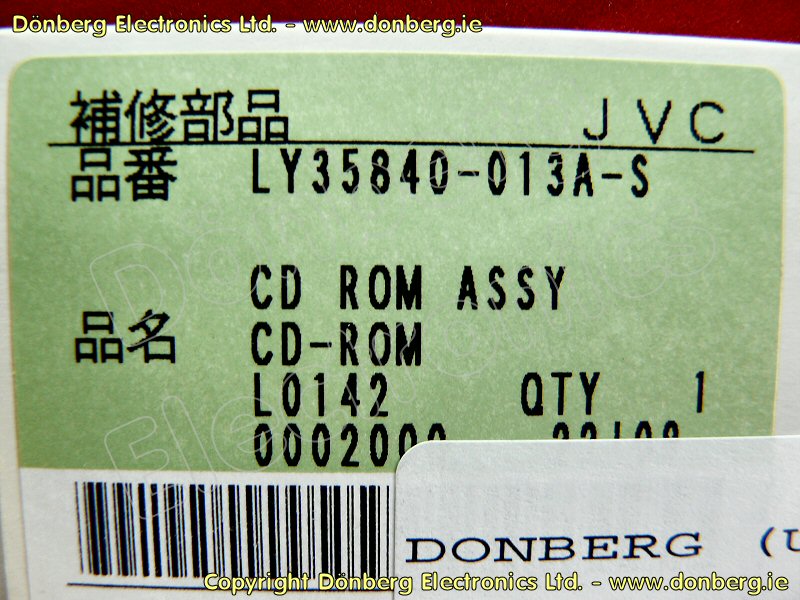 Dönberg Electronics Ltd. - www.donberg.ie
補修部品 JVC
品番 LY35840-013A-S
CD ROM ASSY
品名 CD-ROM
L0142 QTY 1
DONBERG (U
Copyright Dönberg Electronics Ltd. - www.donberg.ie